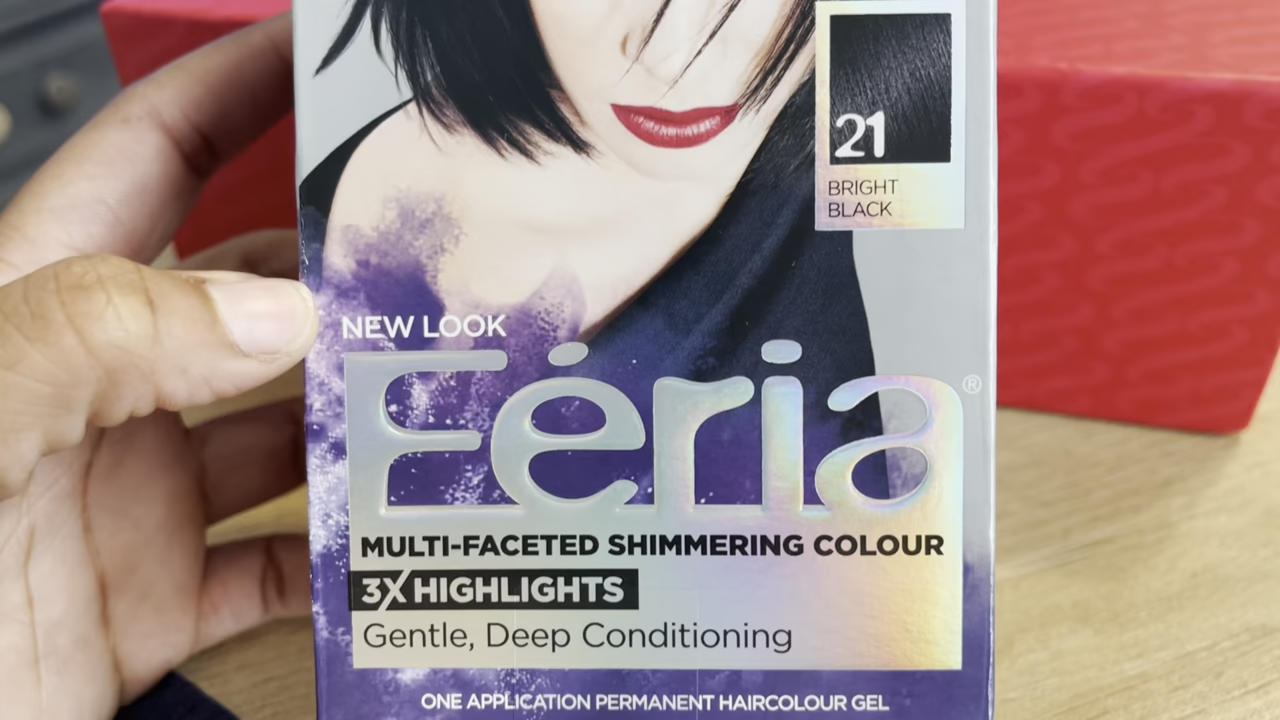 21
BRIGHT
BLACK
NEW LOOK
Féria®
MULTI-FACETED SHIMMERING COLOUR
3X HIGHLIGHTS
Gentle, Deep Conditioning
ONE APPLICATION PERMANENT HAIRCOLOUR GEL